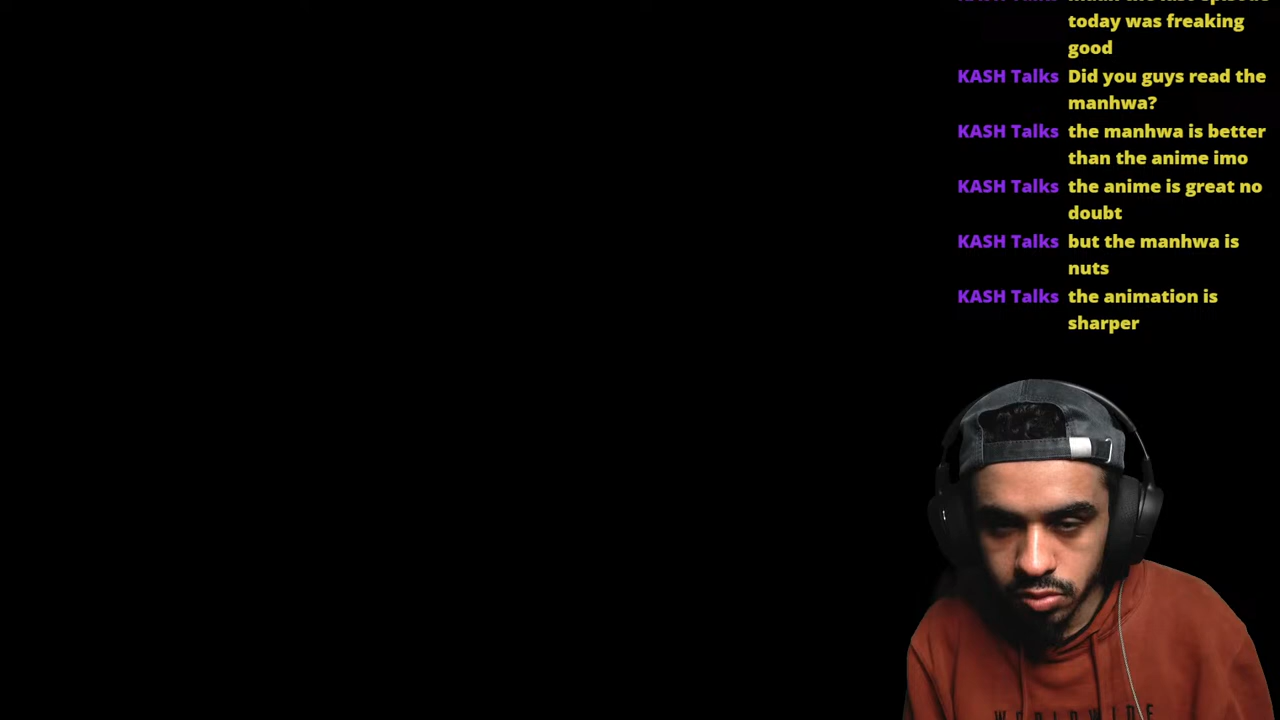 today was freaking
good
KASH Talks Did you guys read the
manhwa?
KASH Talks the manhwa is better
than the anime imo
KASH Talks the anime is great no
doubt
KASH Talks but the manhwa is
nuts
KASH Talks the animation is
sharper
WORLDWIDE